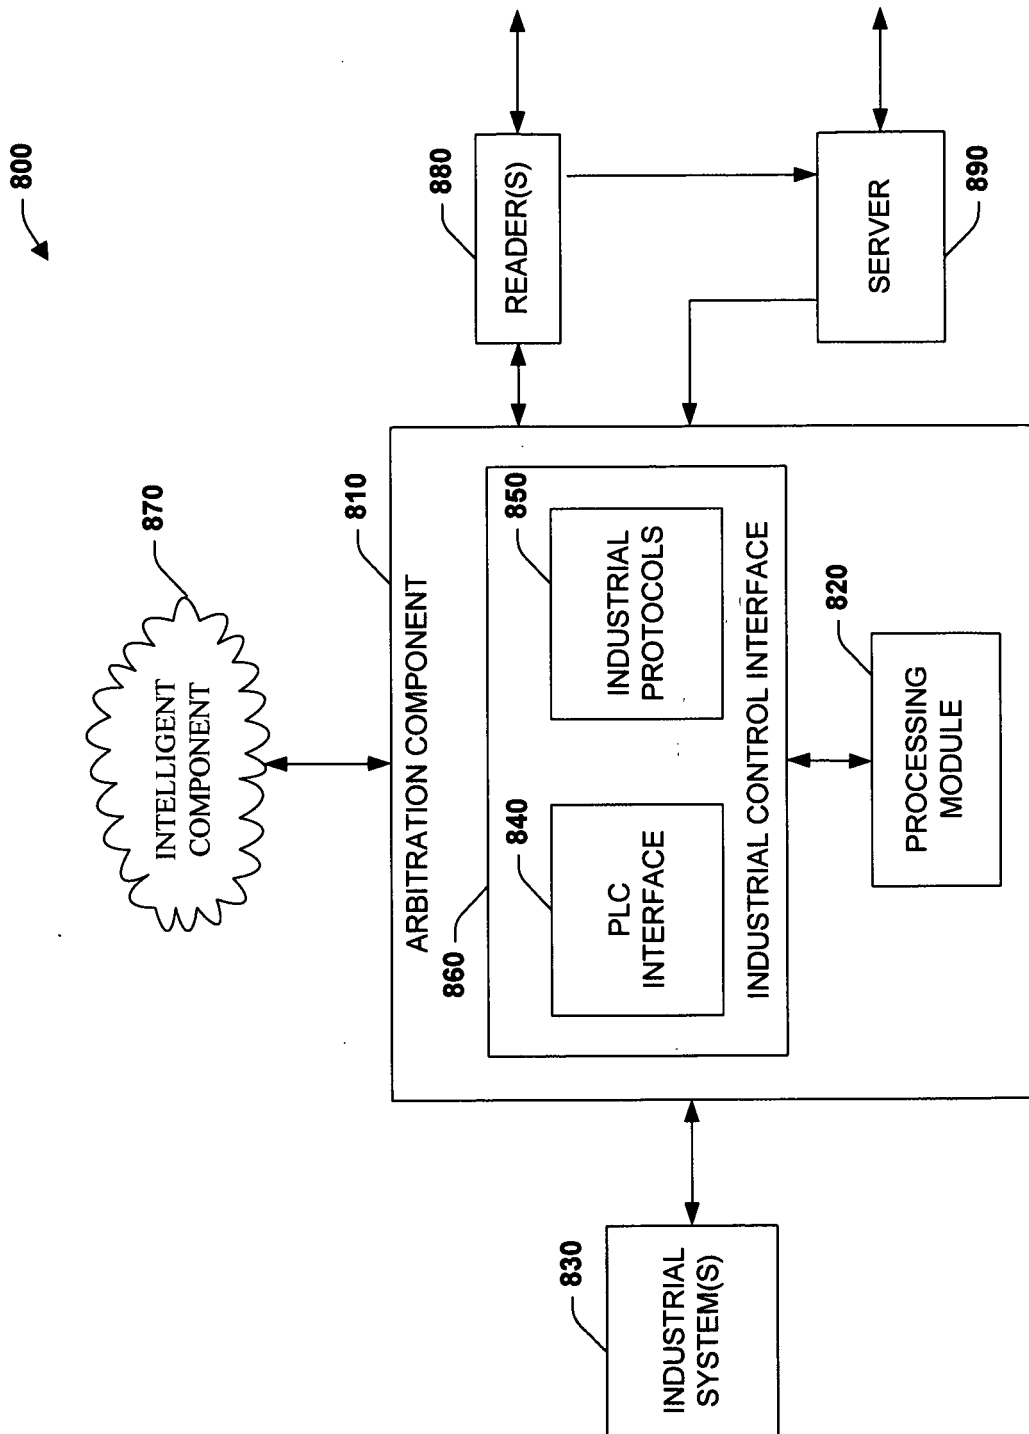 800
870
INTELLIGENT
COMPONENT
810
ARBITRATION COMPONENT
860
840
PLC
INTERFACE
850
INDUSTRIAL
PROTOCOLS
INDUSTRIAL CONTROL INTERFACE
820
PROCESSING
MODULE
830
INDUSTRIAL
SYSTEM(S)
880
READER(S)
SERVER
890